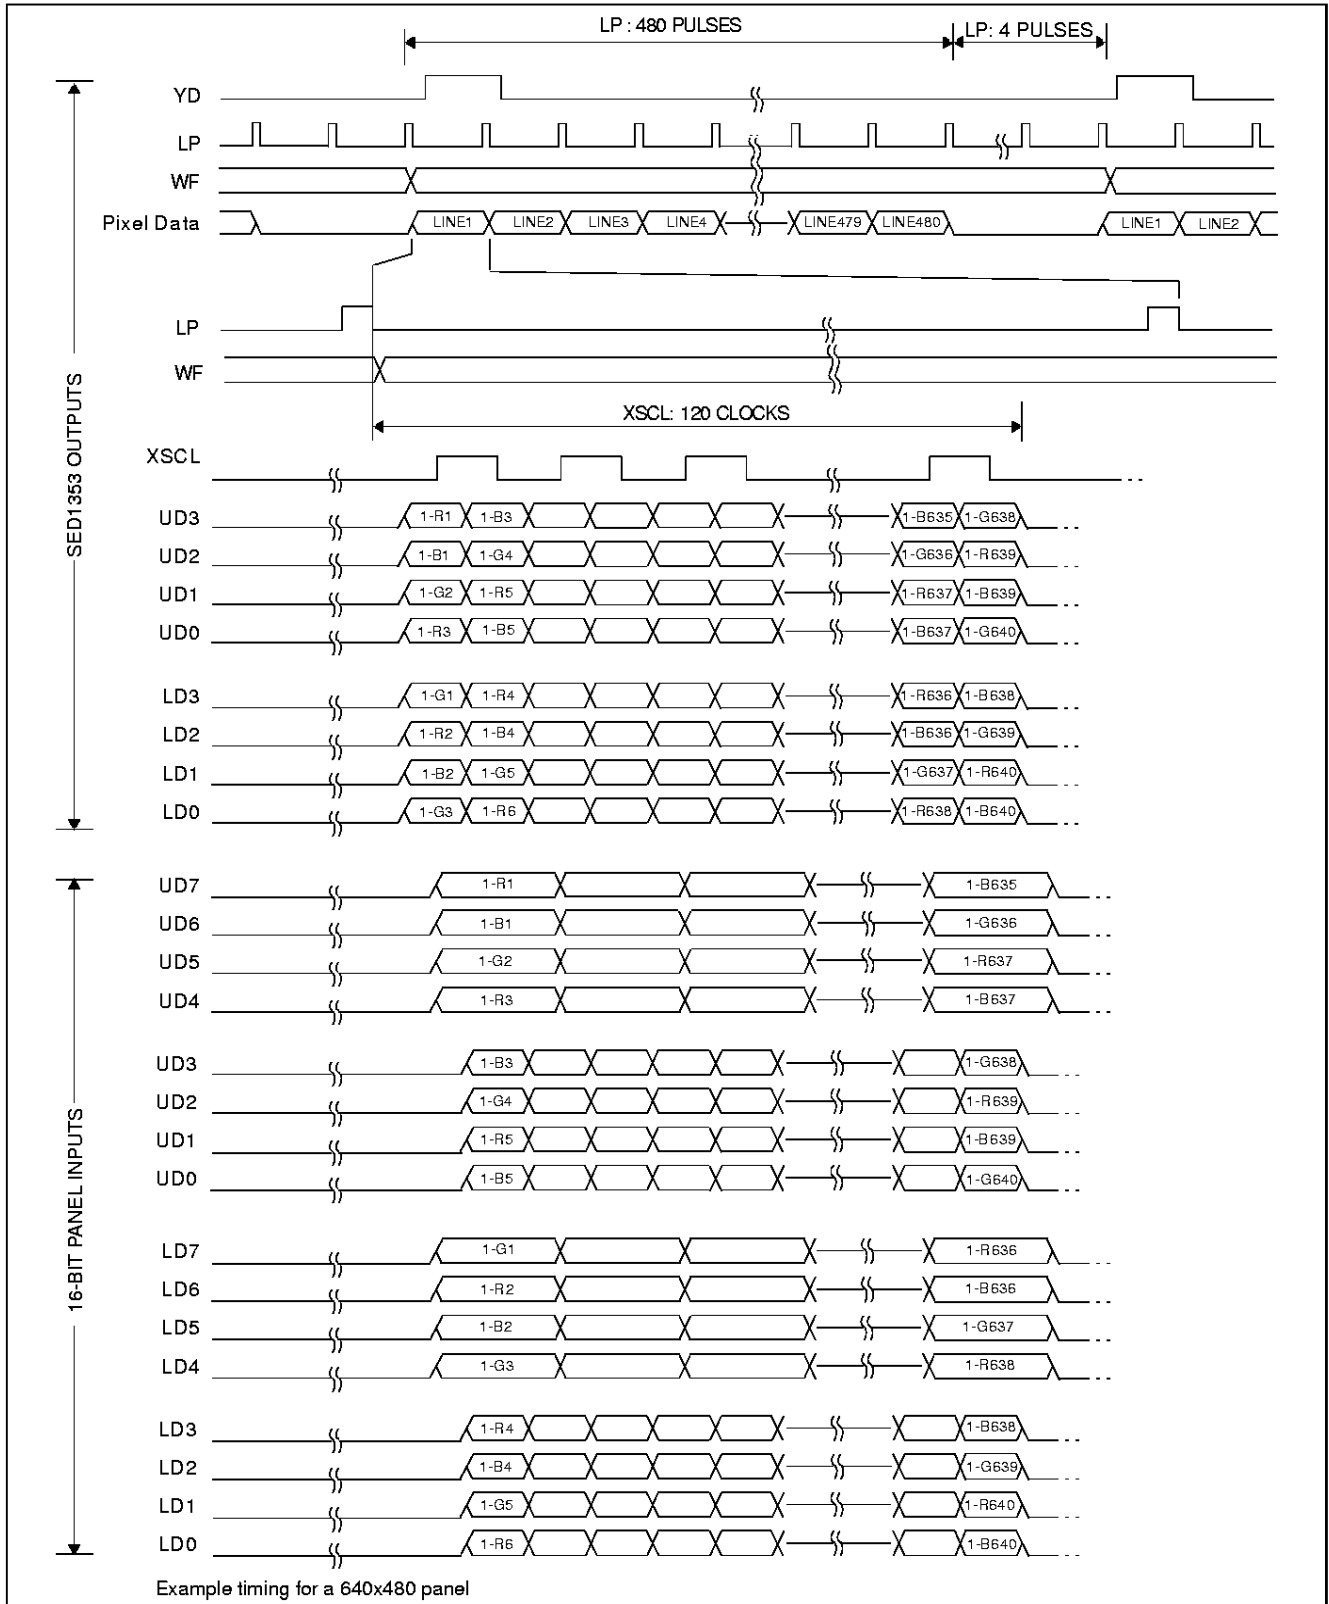 LP : 480 PULSES LP: 4 PULSES
YD
LP
WF
Pixel Data LINE1 LINE2 LINE3 LINE4 LINE479 LINE480 LINE1 LINE2
LP
WF
XSCL: 120 CLOCKS
XSCL
UD3 1-R1 1-B3 1-B635 1-G638
UD2 1-B1 1-G4 1-G636 1-R639
UD1 1-G2 1-R5 1-R637 1-B639
UD0 1-R3 1-B5 1-B637 1-G640
LD3 1-G1 1-R4 1-R636 1-B638
LD2 1-R2 1-B4 1-B636 1-G639
LD1 1-B2 1-G5 1-G637 1-R640
LD0 1-G3 1-R6 1-R638 1-B640
SED1353 OUTPUTS
UD7 1-R1 1-B635
UD6 1-B1 1-G636
UD5 1-G2 1-R637
UD4 1-R3 1-B637
UD3 1-B3 1-G638
UD2 1-G4 1-R639
UD1 1-R5 1-B639
UD0 1-B5 1-G640
LD7 1-G1 1-R636
LD6 1-R2 1-B636
LD5 1-B2 1-G637
LD4 1-G3 1-R638
LD3 1-R4 1-B638
LD2 1-B4 1-G639
LD1 1-G5 1-R640
LD0 1-R6 1-B640
16-BIT PANEL INPUTS
Example timing for a 640x480 panel